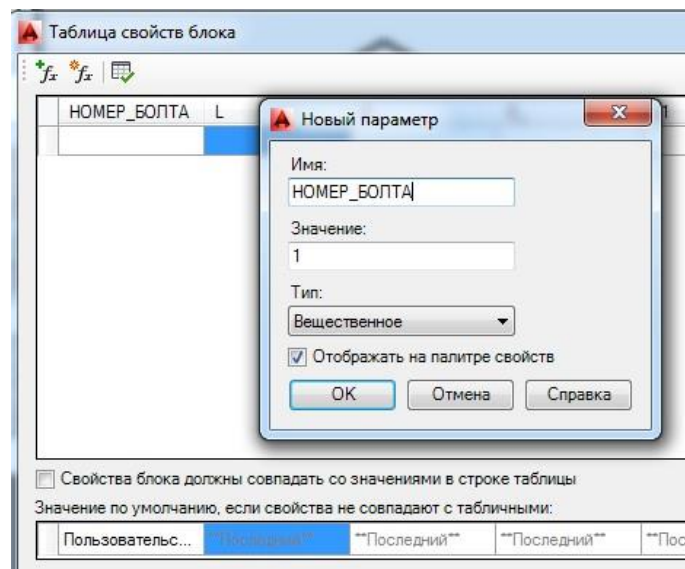 Таблица свойств блока
НОМЕР_БОЛТА L
Новый параметр
Имя:
НОМЕР_БОЛТА
Значение:
1
Тип:
Вещественное
Отображать на палитре свойств
ОК Отмена Справка
Свойства блока должны совпадать со значениями в строке таблицы
Значение по умолчанию, если свойства не совпадают с табличными:
Пользовательс... **Последний** **Последний** **Последний** **Пос